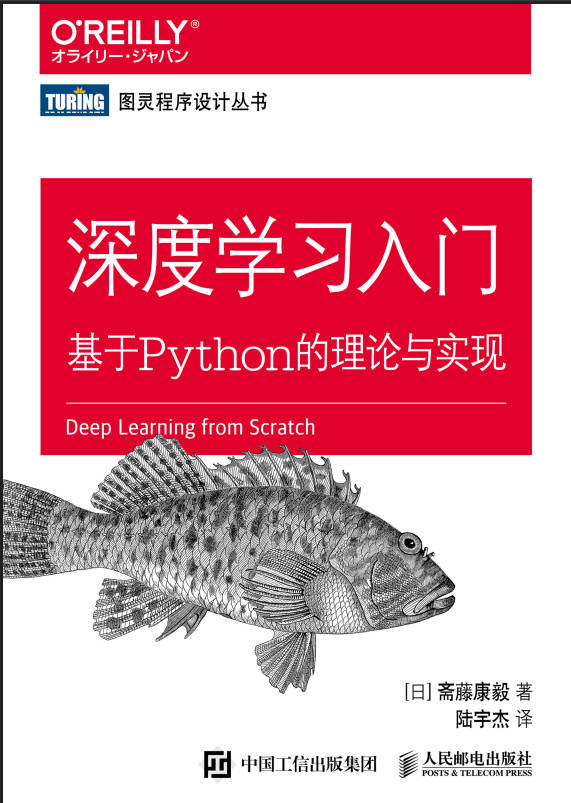 O'REILLY®
オライリー・ジャパン
TURING 图灵程序设计丛书
深度学习入门
基于Python的理论与实现
Deep Learning from Scratch
[日] 斋藤康毅 著
陆宇杰 译
中国工信出版集团 人民邮电出版社
POSTS & TELECOM PRESS